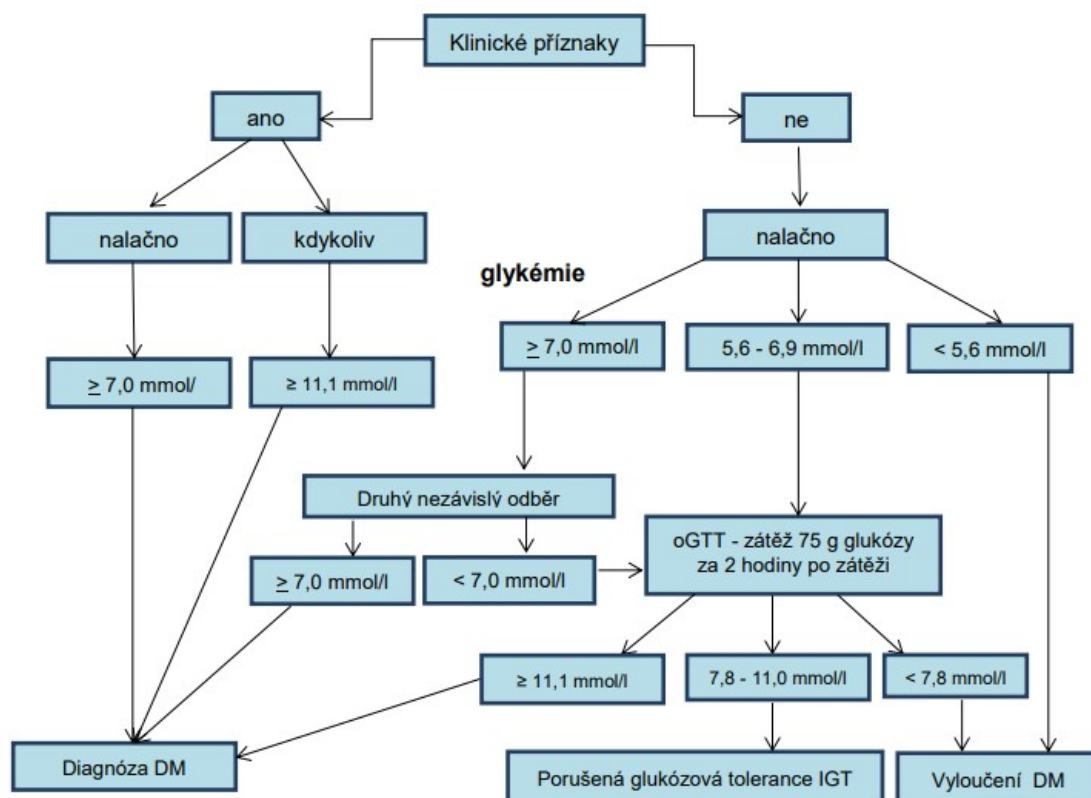 Klinické příznaky
ano
ne
nalačno
kdykoliv
nalačno
glykémie
≥ 7,0 mmol/l
5,6 - 6,9 mmol/l
< 5,6 mmol/l
≥ 7,0 mmol/
≥ 11,1 mmol/l
Druhý nezávislý odběr
oGTT - zátěž 75 g glukózy
za 2 hodiny po zátěži
≥ 7,0 mmol/l
< 7,0 mmol/l
≥ 11,1 mmol/l
7,8 - 11,0 mmol/l
< 7,8 mmol/l
Diagnóza DM
Porušená glukózová tolerance IGT
Vyloučení DM